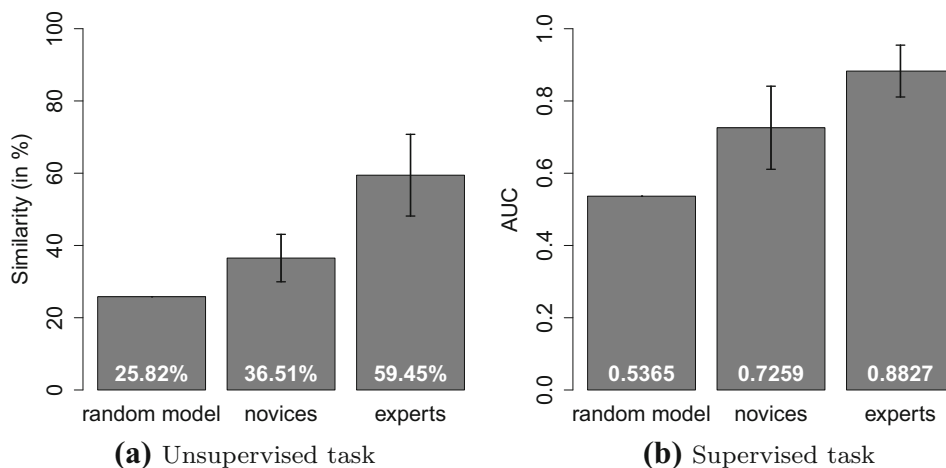 Similarity (in %)
100
80
60
40
20
0
25.82% 36.51% 59.45%
random model novices experts
(a) Unsupervised task
AUC
1.0
0.8
0.6
0.4
0.2
0.0
0.5365 0.7259 0.8827
random model novices experts
(b) Supervised task